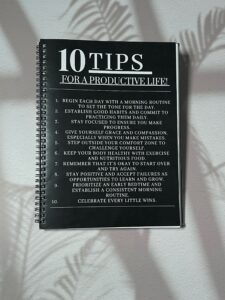 10 TIPS
FOR A PRODUCTIVE LIFE!
1. BEGIN EACH DAY WITH A MORNING ROUTINE
TO SET THE TONE FOR THE DAY.
2. ESTABLISH GOOD HABITS AND COMMIT TO
PRACTICING THEM DAILY.
3. STAY FOCUSED TO ENSURE YOU MAKE
PROGRESS.
4. GIVE YOURSELF GRACE AND COMPASSION,
ESPECIALLY WHEN YOU MAKE MISTAKES.
5. STEP OUTSIDE YOUR COMFORT ZONE TO
CHALLENGE YOURSELF.
6. KEEP YOUR BODY HEALTHY WITH EXERCISE
AND NUTRITIOUS FOOD.
7. REMEMBER THAT IT'S OKAY TO START OVER
AND TRY AGAIN.
8. STAY POSITIVE AND ACCEPT FAILURES AS
OPPORTUNITIES TO LEARN AND GROW.
9. PRIORITIZE AN EARLY BEDTIME AND
ESTABLISH A CONSISTENT MORNING
ROUTINE.
10. CELEBRATE EVERY LITTLE WINS.